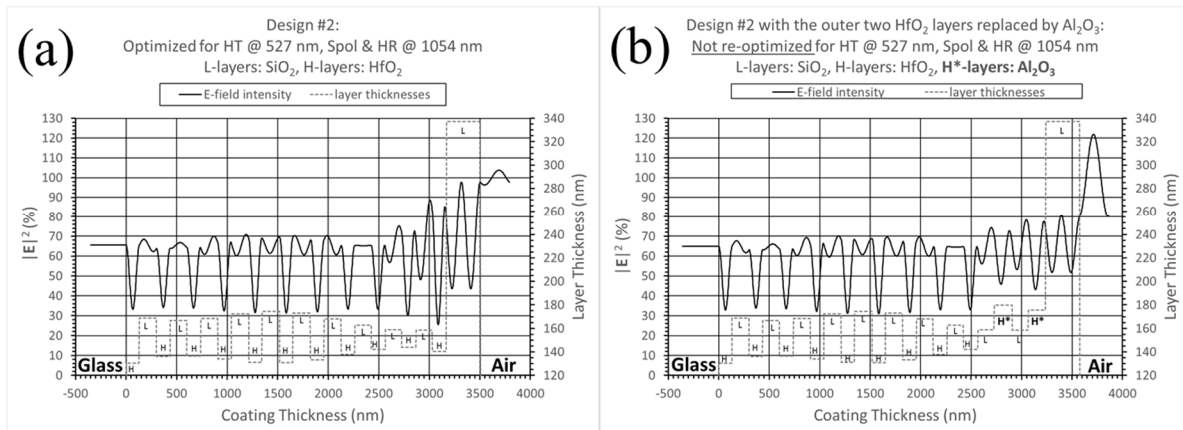 (a)
Design #2:
Optimized for HT @ 527 nm, Spol & HR @ 1054 nm
L-layers: SiO₂, H-layers: HfO₂
E-field intensity layer thicknesses
130
120
110
100
90
80
70
60
50
40
30
20
10
0
|E|² (%)
340
320
300
280
260
240
220
200
180
160
140
120
Layer Thickness (nm)
L
L L L L L L L L L L
H H H H H H H H H H H
Glass
Air
-500 0 500 1000 1500 2000 2500 3000 3500 4000
Coating Thickness (nm)
(b)
Design #2 with the outer two HfO₂ layers replaced by Al₂O₃:
Not re-optimized for HT @ 527 nm, Spol & HR @ 1054 nm
L-layers: SiO₂, H-layers: HfO₂, H*-layers: Al₂O₃
E-field intensity layer thicknesses
130
120
110
100
90
80
70
60
50
40
30
20
10
0
|E|² (%)
340
320
300
280
260
240
220
200
180
160
140
120
Layer Thickness (nm)
L
L L L L L L L L L L
H H H H H H H H H H* H*
Glass
Air
-500 0 500 1000 1500 2000 2500 3000 3500 4000
Coating Thickness (nm)